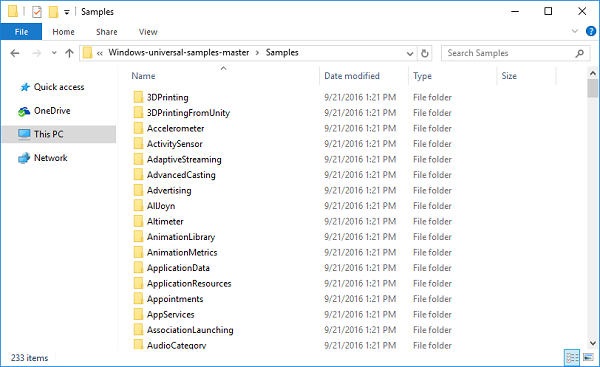 Samples
File Home Share View
« Windows-universal-samples-master > Samples
Search Samples
Name Date modified Type Size
Quick access
OneDrive
This PC
Network
3DPrinting 9/21/2016 1:21 PM File folder
3DPrintingFromUnity 9/21/2016 1:21 PM File folder
Accelerometer 9/21/2016 1:21 PM File folder
ActivitySensor 9/21/2016 1:21 PM File folder
AdaptiveStreaming 9/21/2016 1:21 PM File folder
AdvancedCasting 9/21/2016 1:21 PM File folder
Advertising 9/21/2016 1:21 PM File folder
AllJoyn 9/21/2016 1:21 PM File folder
Altimeter 9/21/2016 1:21 PM File folder
AnimationLibrary 9/21/2016 1:21 PM File folder
AnimationMetrics 9/21/2016 1:21 PM File folder
ApplicationData 9/21/2016 1:21 PM File folder
ApplicationResources 9/21/2016 1:21 PM File folder
Appointments 9/21/2016 1:21 PM File folder
AppServices 9/21/2016 1:21 PM File folder
AssociationLaunching 9/21/2016 1:21 PM File folder
AudioCategory 9/21/2016 1:21 PM File folder
233 items